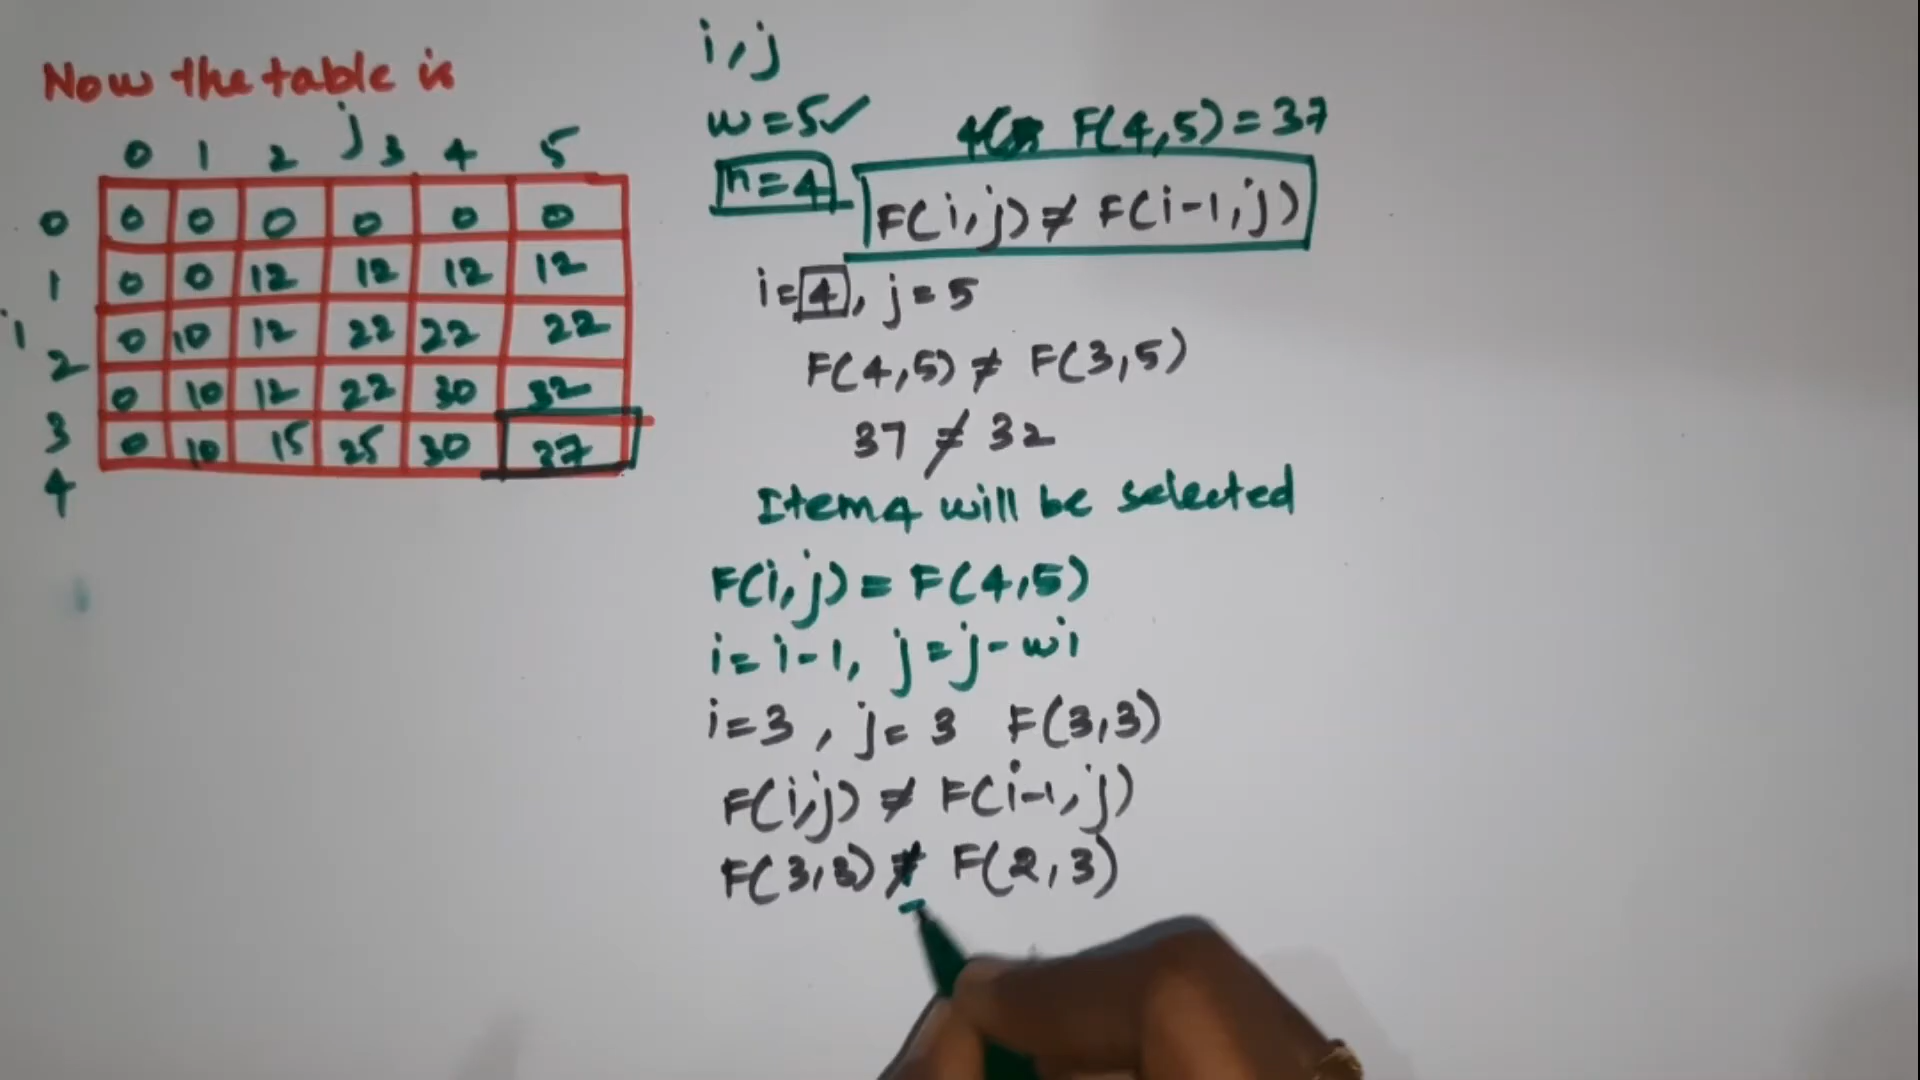 Now the table is
j
0 1 2 3 4 5
0 0 0 0 0 0 0
1 0 0 12 12 12 12
i
2 0 10 12 22 22 22
3 0 10 12 22 30 32
4 0 10 15 25 30 37
i, j
w = 5 ✓
n = 4
F(4,5) = 37
F(i,j) ≠ F(i-1,j)
i = 4, j = 5
F(4,5) ≠ F(3,5)
37 ≠ 32
Item 4 will be selected
F(i,j) = F(4,5)
i = i-1, j = j-wi
i = 3, j = 3 F(3,3)
F(i,j) ≠ F(i-1,j)
F(3,3) ≠ F(2,3)